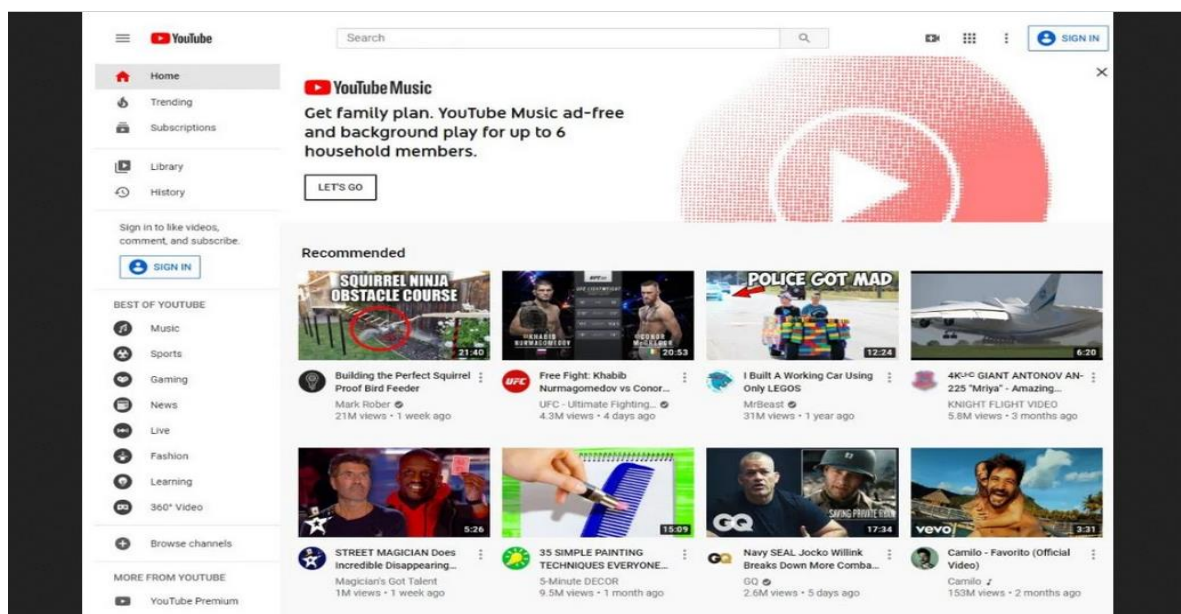 YouTube
Search
SIGN IN
Home
Trending
Subscriptions
Library
History
Sign in to like videos,
comment, and subscribe.
SIGN IN
BEST OF YOUTUBE
Music
Sports
Gaming
News
Live
Fashion
Learning
360° Video
Browse channels
MORE FROM YOUTUBE
YouTube Premium
YouTube Music
Get family plan. YouTube Music ad-free
and background play for up to 6
household members.
LET'S GO
Recommended
SQUIRREL NINJA
OBSTACLE COURSE
21:40
Building the Perfect Squirrel
Proof Bird Feeder
Mark Rober
21M views • 1 week ago
KHABIB
NURMAGOMEDOV
CONOR
McGREGOR
20:53
UFC
Free Fight: Khabib
Nurmagomedov vs Conor...
UFC - Ultimate Fighting...
4.3M views • 4 days ago
POLICE GOT MAD
12:24
I Built A Working Car Using
Only LEGOS
MrBeast
31M views • 1 year ago
6:20
4Kᵁᴴᴰ GIANT ANTONOV AN-
225 "Mriya" - Amazing...
KNIGHT FLIGHT VIDEO
5.8M views • 3 months ago
5:26
STREET MAGICIAN Does
Incredible Disappearing...
Magician's Got Talent
1M views • 1 week ago
15:09
35 SIMPLE PAINTING
TECHNIQUES EVERYONE...
5-Minute DECOR
9.5M views • 1 month ago
GQ
SAVING PRIVATE RYAN
17:34
GQ
Navy SEAL Jocko Willink
Breaks Down More Comba...
GQ
2.6M views • 5 days ago
vevo
3:31
Camilo - Favorito (Official
Video)
Camilo
153M views • 2 months ago